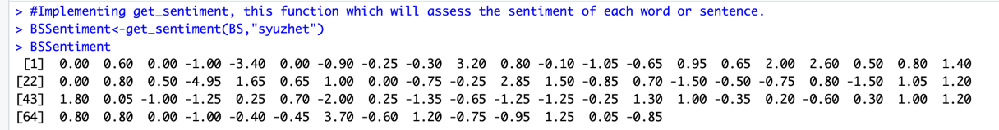 > #Implementing get_sentiment, this function which will assess the sentiment of each word or sentence.
> BSSentiment<-get_sentiment(BS,"syuzhet")
> BSSentiment
[1] 0.00 0.60 0.00 -1.00 -3.40 0.00 -0.90 -0.25 -0.30 3.20 0.80 -0.10 -1.05 -0.65 0.95 0.65 2.00 2.60 0.50 0.80 1.40
[22] 0.00 0.80 0.50 -4.95 1.65 0.65 1.00 0.00 -0.75 -0.25 2.85 1.50 -0.85 0.70 -1.50 -0.50 -0.75 0.80 -1.50 1.05 1.20
[43] 1.80 0.05 -1.00 -1.25 0.25 0.70 -2.00 0.25 -1.35 -0.65 -1.25 -1.25 -0.25 1.30 1.00 -0.35 0.20 -0.60 0.30 1.00 1.20
[64] 0.80 0.80 0.00 -1.00 -0.40 -0.45 3.70 -0.60 1.20 -0.75 -0.95 1.25 0.05 -0.85